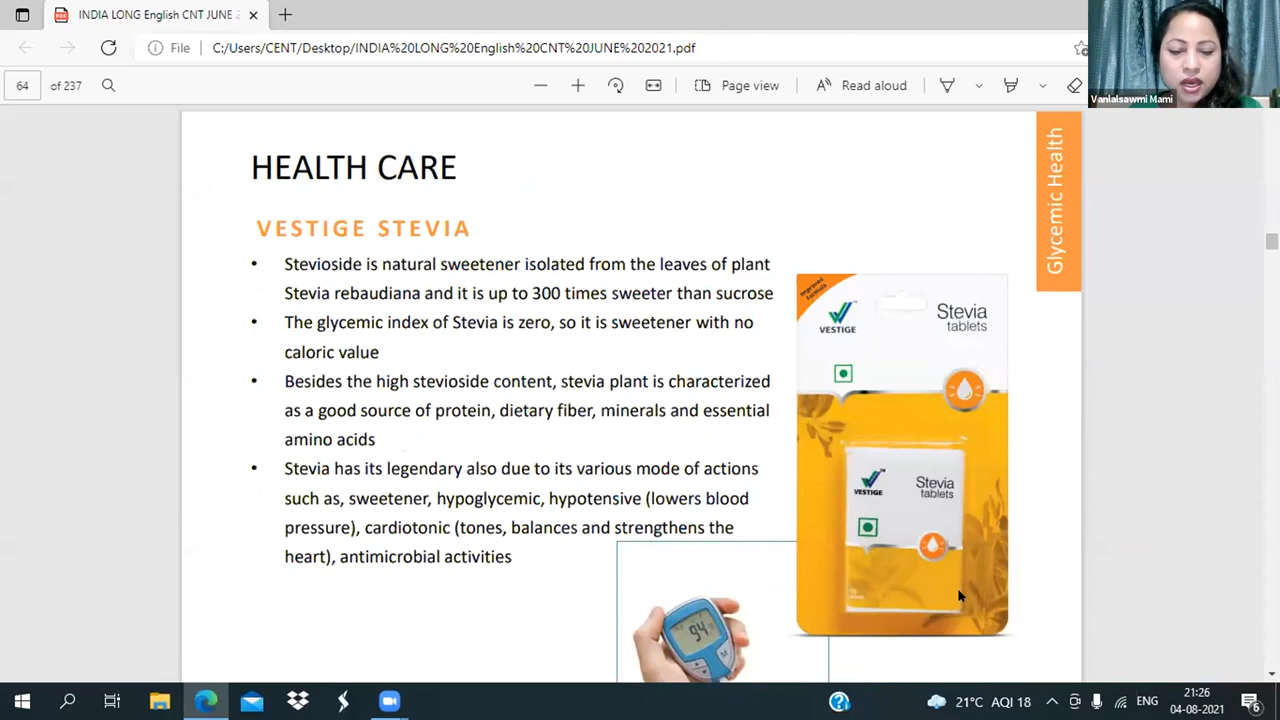 INDIA LONG English CNT JUNE 2
File
C:/Users/CENT/Desktop/INDIA%20LONG%20English%20CNT%20JUNE%202021.pdf
Vanlalsawmi Mami
64
of 237
Page view
Read aloud
HEALTH CARE
Glycemic Health
VESTIGE STEVIA
• Stevioside is natural sweetener isolated from the leaves of plant
Stevia rebaudiana and it is up to 300 times sweeter than sucrose
• The glycemic index of Stevia is zero, so it is sweetener with no
caloric value
• Besides the high stevioside content, stevia plant is characterized
as a good source of protein, dietary fiber, minerals and essential
amino acids
• Stevia has its legendary also due to its various mode of actions
such as, sweetener, hypoglycemic, hypotensive (lowers blood
pressure), cardiotonic (tones, balances and strengthens the
heart), antimicrobial activities
Improved
Formula
VESTIGE
Stevia
tablets
VESTIGE
Stevia
tablets
94
M
21°C AQI 18
ENG
21:26
04-08-2021
6